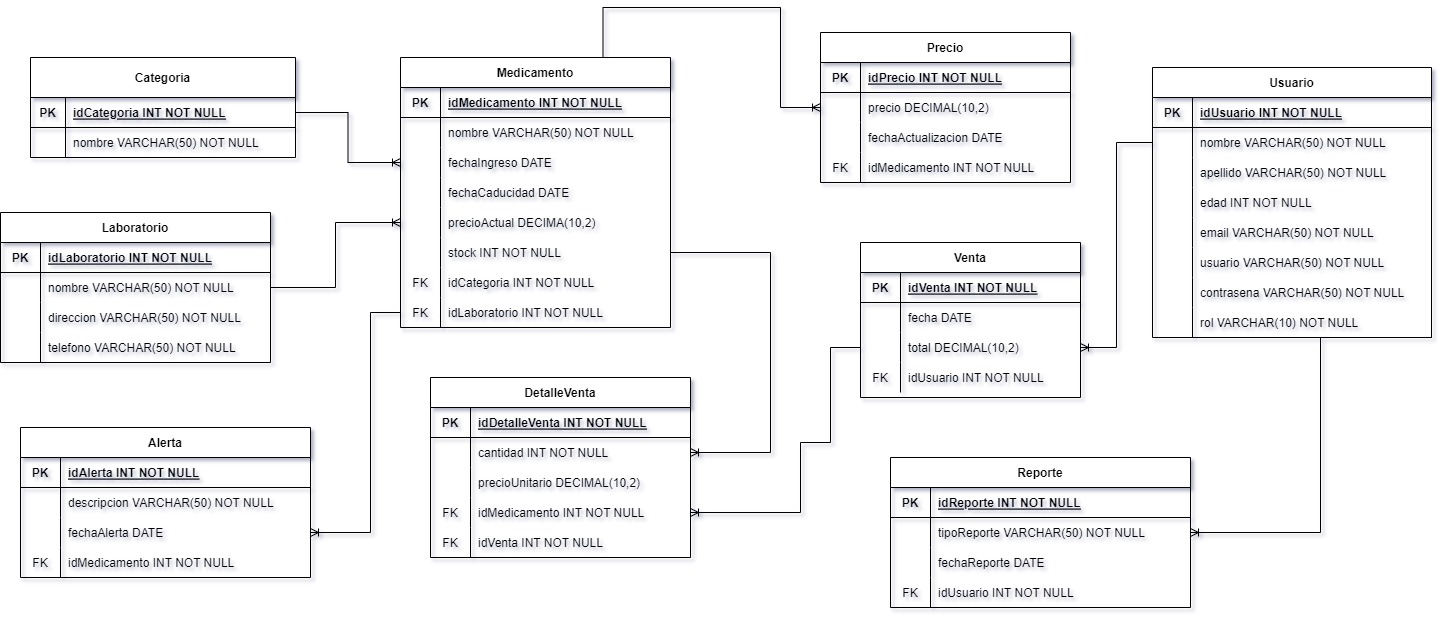 Categoria
PK idCategoria INT NOT NULL
nombre VARCHAR(50) NOT NULL
Medicamento
PK idMedicamento INT NOT NULL
nombre VARCHAR(50) NOT NULL
fechaIngreso DATE
fechaCaducidad DATE
precioActual DECIMA(10,2)
stock INT NOT NULL
FK idCategoria INT NOT NULL
FK idLaboratorio INT NOT NULL
Precio
PK idPrecio INT NOT NULL
precio DECIMAL(10,2)
fechaActualizacion DATE
FK idMedicamento INT NOT NULL
Usuario
PK idUsuario INT NOT NULL
nombre VARCHAR(50) NOT NULL
apellido VARCHAR(50) NOT NULL
edad INT NOT NULL
email VARCHAR(50) NOT NULL
usuario VARCHAR(50) NOT NULL
contrasena VARCHAR(50) NOT NULL
rol VARCHAR(10) NOT NULL
Laboratorio
PK idLaboratorio INT NOT NULL
nombre VARCHAR(50) NOT NULL
direccion VARCHAR(50) NOT NULL
telefono VARCHAR(50) NOT NULL
Venta
PK idVenta INT NOT NULL
fecha DATE
total DECIMAL(10,2)
FK idUsuario INT NOT NULL
DetalleVenta
PK idDetalleVenta INT NOT NULL
cantidad INT NOT NULL
precioUnitario DECIMAL(10,2)
FK idMedicamento INT NOT NULL
FK idVenta INT NOT NULL
Alerta
PK idAlerta INT NOT NULL
descripcion VARCHAR(50) NOT NULL
fechaAlerta DATE
FK idMedicamento INT NOT NULL
Reporte
PK idReporte INT NOT NULL
tipoReporte VARCHAR(50) NOT NULL
fechaReporte DATE
FK idUsuario INT NOT NULL